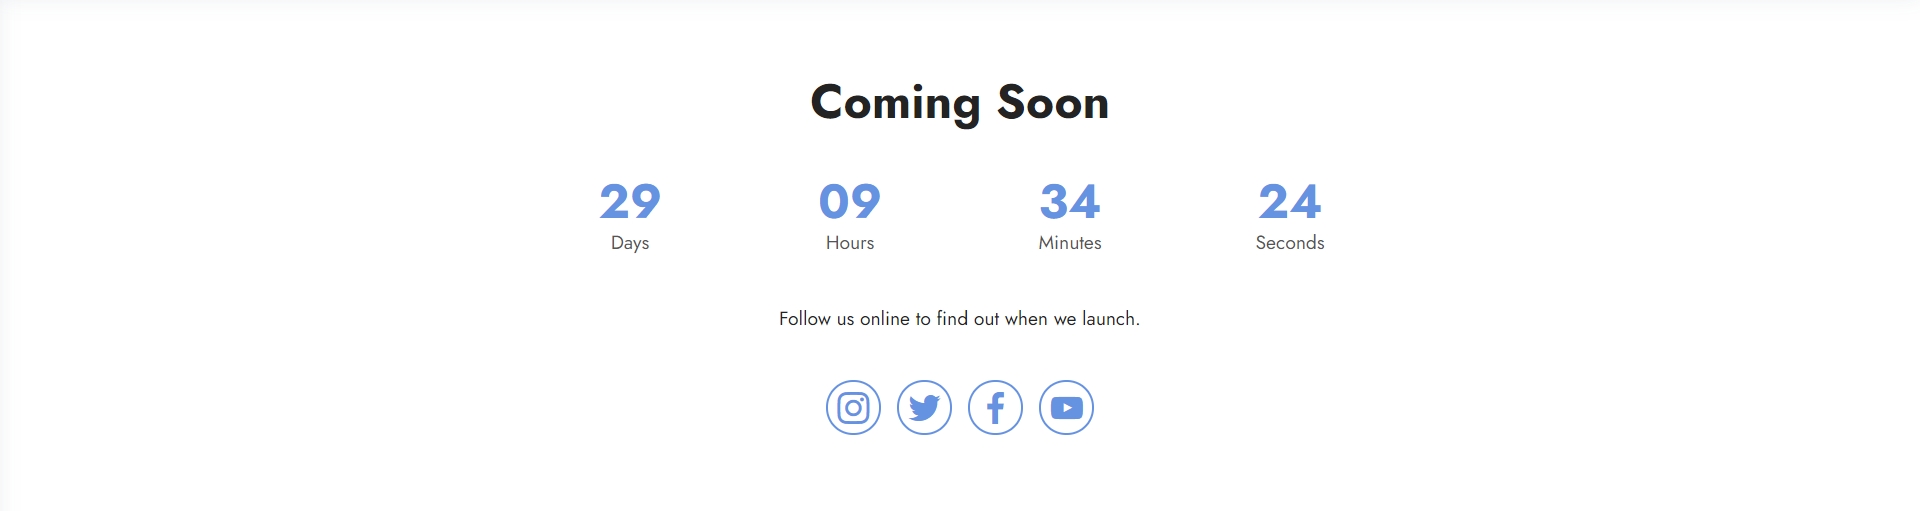 Coming Soon
29 09 34 24
Days Hours Minutes Seconds
Follow us online to find out when we launch.